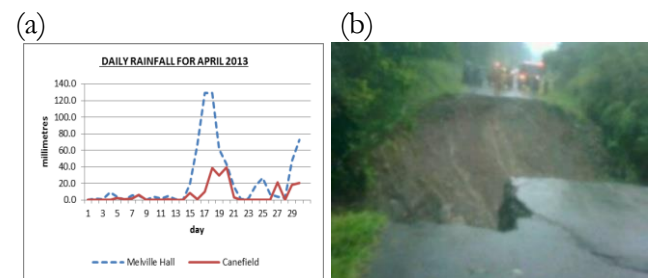 (a)
(b)
DAILY RAINFALL FOR APRIL 2013
millimetres
140.0
120.0
100.0
80.0
60.0
40.0
20.0
0.0
1 3 5 7 9 11 13 15 17 19 21 23 25 27 29
day
Melville Hall
Canefield